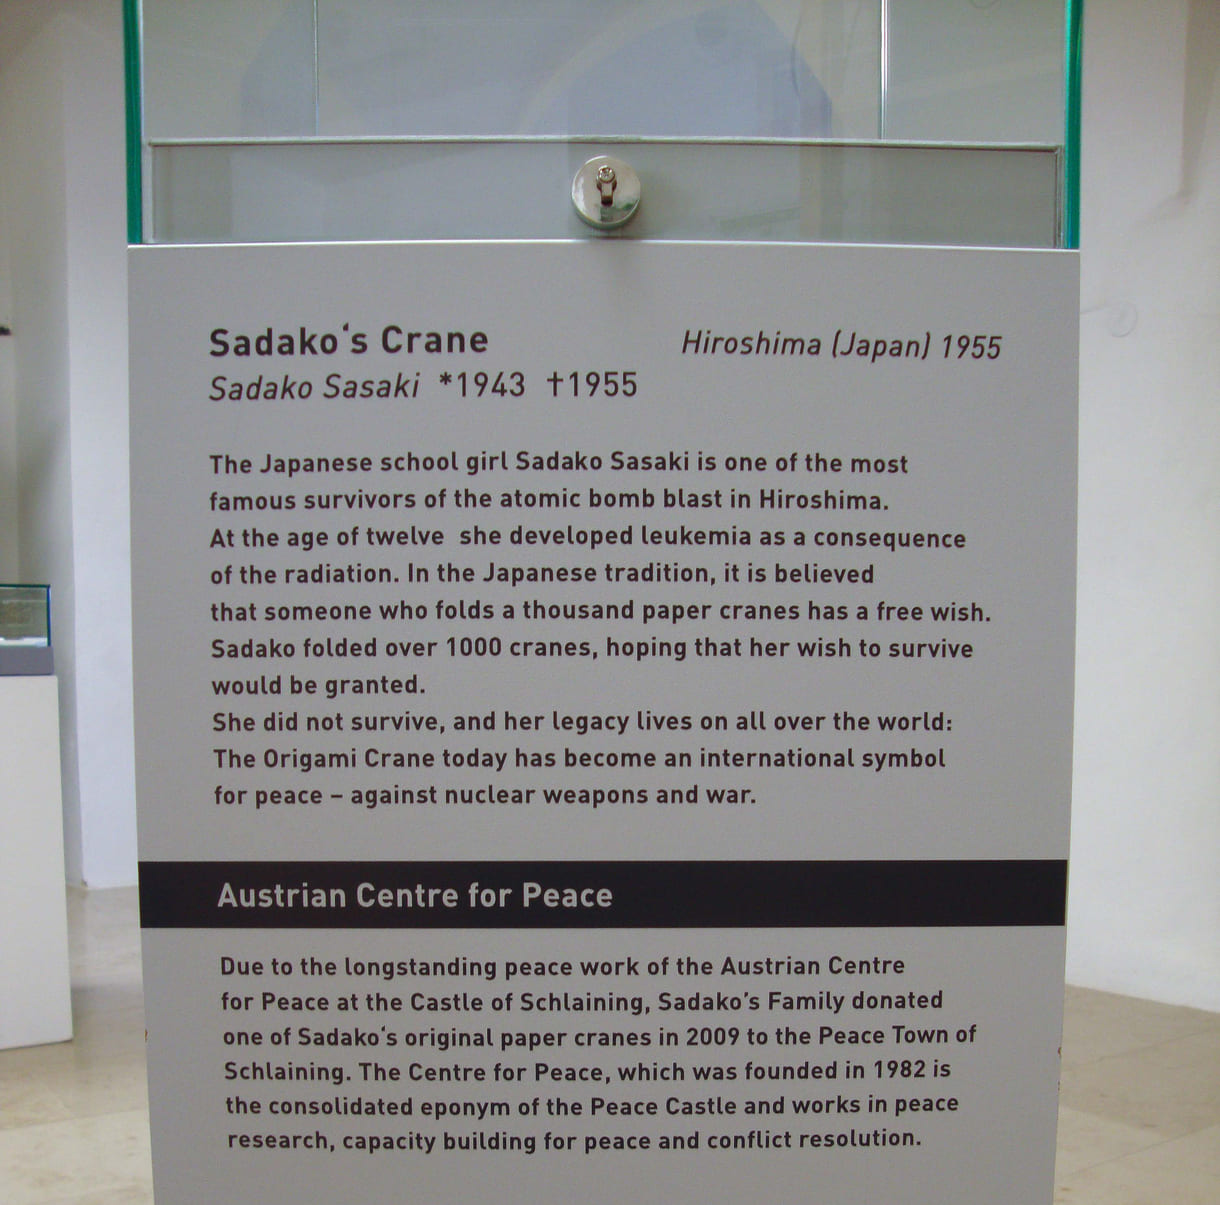 Sadako‘s Crane Hiroshima (Japan) 1955
Sadako Sasaki *1943 †1955
The Japanese school girl Sadako Sasaki is one of the most
famous survivors of the atomic bomb blast in Hiroshima.
At the age of twelve  she developed leukemia as a consequence
of the radiation. In the Japanese tradition, it is believed
that someone who folds a thousand paper cranes has a free wish.
Sadako folded over 1000 cranes, hoping that her wish to survive
would be granted.
She did not survive, and her legacy lives on all over the world:
The Origami Crane today has become an international symbol
for peace – against nuclear weapons and war.
Austrian Centre for Peace
Due to the longstanding peace work of the Austrian Centre
for Peace at the Castle of Schlaining, Sadako’s Family donated
one of Sadako‘s original paper cranes in 2009 to the Peace Town of
Schlaining. The Centre for Peace, which was founded in 1982 is
the consolidated eponym of the Peace Castle and works in peace
research, capacity building for peace and conflict resolution.